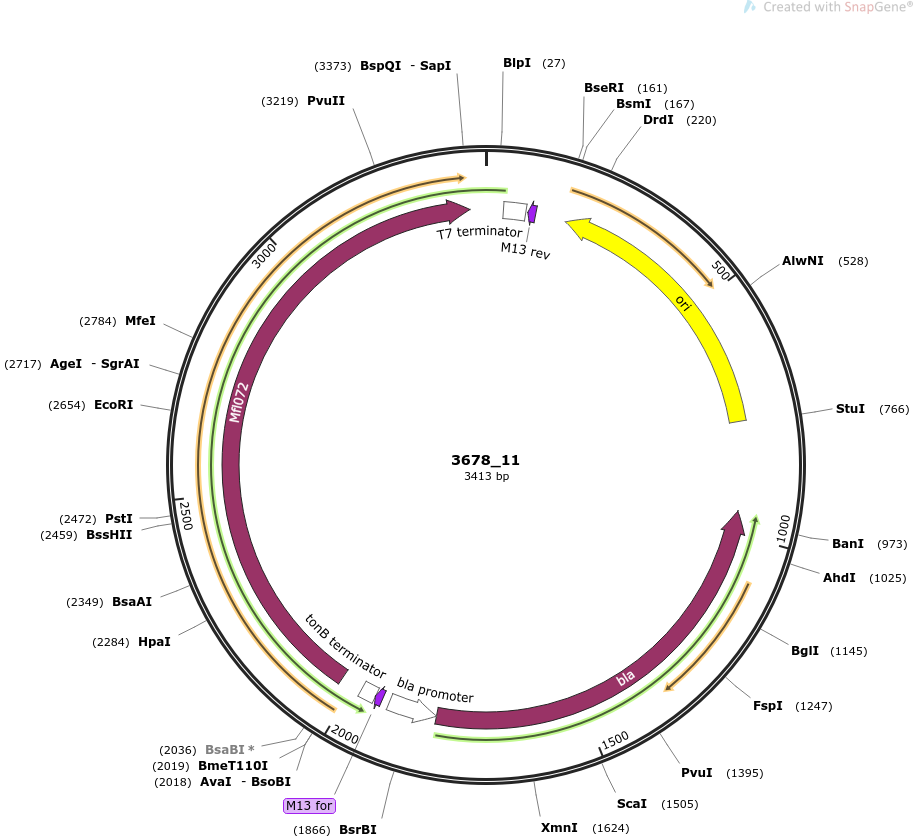 Created with SnapGene®
(3373) BspQI - SapI
BlpI (27)
(3219) PvuII
BseRI (161)
BsmI (167)
DrdI (220)
T7 terminator
M13 rev
3000
500
AlwNI (528)
ori
(2784) MfeI
(2717) AgeI - SgrAI
(2654) EcoRI
Mfl072
StuI (766)
3678_11
3413 bp
2500
(2472) PstI
(2459) BssHII
1000
BanI (973)
AhdI (1025)
(2349) BsaAI
(2284) HpaI
tonB terminator
bla promoter
bla
BglI (1145)
FspI (1247)
2000
1500
(2036) BsaBI *
(2019) BmeT110I
(2018) AvaI - BsoBI
PvuI (1395)
M13 for
ScaI (1505)
(1866) BsrBI
XmnI (1624)